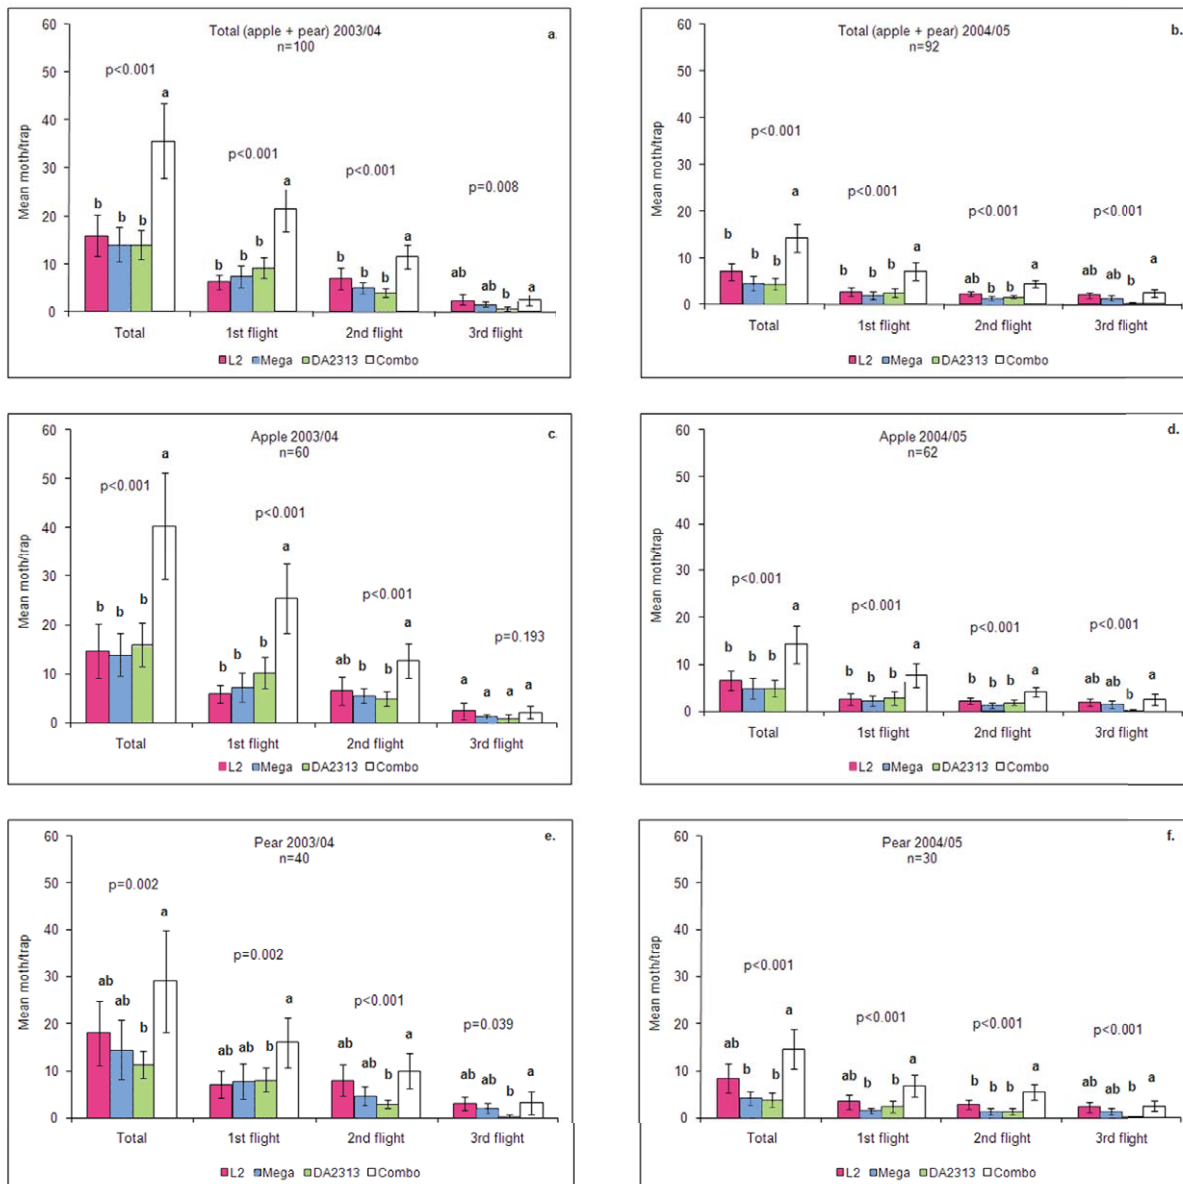 Total (apple + pear) 2003/04
n=100
a.
Mean moth/trap
60
50
40
30
20
10
0
p<0.001
p<0.001
p<0.001
p=0.008
b b b a
b b b a
b b b a
ab ab b a
Total 1st flight 2nd flight 3rd flight
L2 Mega DA2313 Combo
Total (apple + pear) 2004/05
n=92
b.
Mean moth/trap
60
50
40
30
20
10
0
p<0.001
p<0.001
p<0.001
p<0.001
b b b a
b b b a
ab b b a
ab ab b a
Total 1st flight 2nd flight 3rd flight
L2 Mega DA2313 Combo
Apple 2003/04
n=60
c.
Mean moth/trap
60
50
40
30
20
10
0
p<0.001
p<0.001
p<0.001
p=0.193
b b b a
b b b a
ab b b a
a a a a
Total 1st flight 2nd flight 3rd flight
L2 Mega DA2313 Combo
Apple 2004/05
n=62
d.
Mean moth/trap
60
50
40
30
20
10
0
p<0.001
p<0.001
p<0.001
p<0.001
b b b a
b b b a
b b b a
ab ab b a
Total 1st flight 2nd flight 3rd flight
L2 Mega DA2313 Combo
Pear 2003/04
n=40
e.
Mean moth/trap
60
50
40
30
20
10
0
p=0.002
p=0.002
p<0.001
p=0.039
ab ab b a
ab ab b a
ab ab b a
ab ab b a
Total 1st flight 2nd flight 3rd flight
L2 Mega DA2313 Combo
Pear 2004/05
n=30
f.
Mean moth/trap
60
50
40
30
20
10
0
p<0.001
p<0.001
p<0.001
p<0.001
ab b b a
ab b b a
b b b a
ab ab b a
Total 1st flight 2nd flight 3rd flight
L2 Mega DA2313 Combo